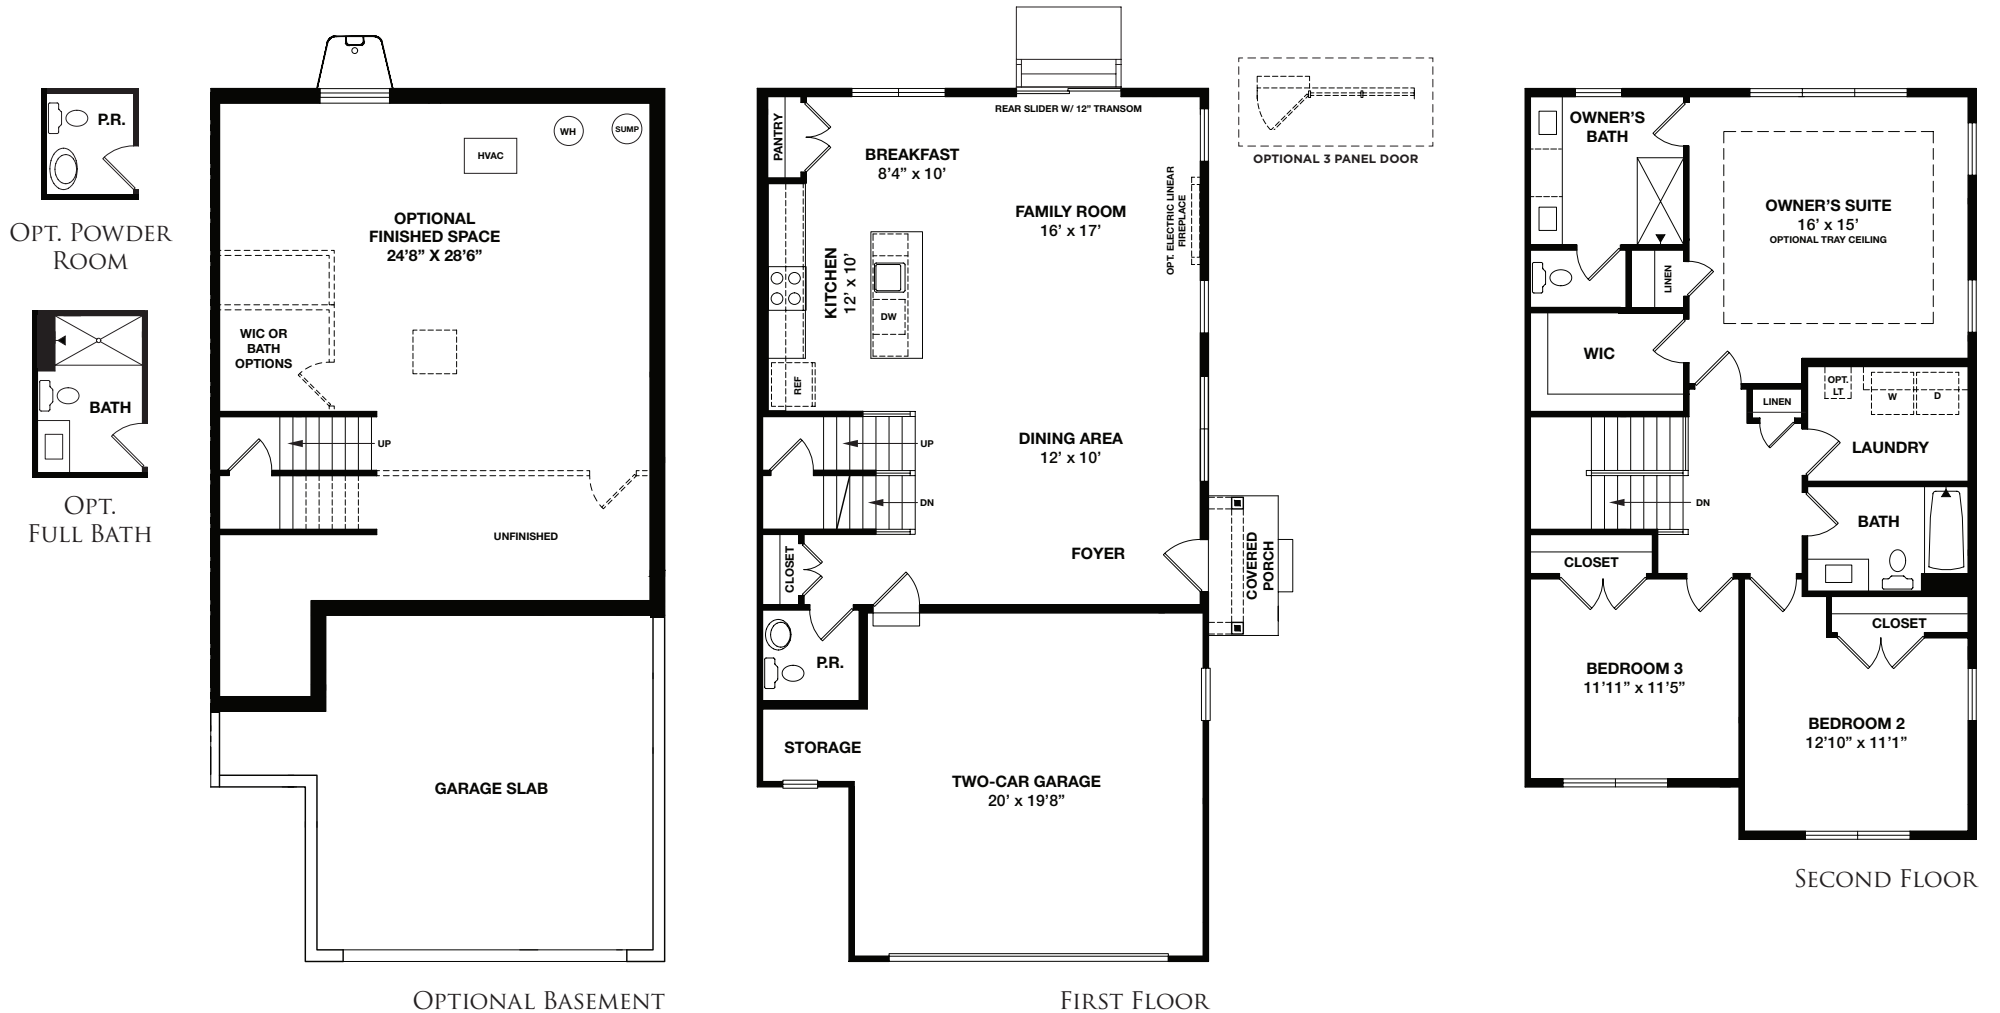 P.R.
OPT. POWDER
ROOM
BATH
OPT.
FULL BATH
HVAC
WH
SUMP
OPTIONAL
FINISHED SPACE
24’8” X 28’6”
WIC OR
BATH
OPTIONS
UP
UNFINISHED
GARAGE SLAB
OPTIONAL BASEMENT
REAR SLIDER W/ 12” TRANSOM
PANTRY
BREAKFAST
8’4” x 10’
FAMILY ROOM
16’ x 17’
OPT. ELECTRIC LINEAR
FIREPLACE
KITCHEN
12’ x 10’
DW
REF
UP
DINING AREA
12’ x 10’
DN
CLOSET
FOYER
COVERED
PORCH
P.R.
STORAGE
TWO-CAR GARAGE
20’ x 19’8”
FIRST FLOOR
OPTIONAL 3 PANEL DOOR
OWNER’S
BATH
OWNER’S SUITE
16’ x 15’
OPTIONAL TRAY CEILING
LINEN
WIC
OPT.
LT
W
D
LINEN
LAUNDRY
DN
BATH
CLOSET
CLOSET
BEDROOM 3
11’11” x 11’5”
BEDROOM 2
12’10” x 11’1”
SECOND FLOOR